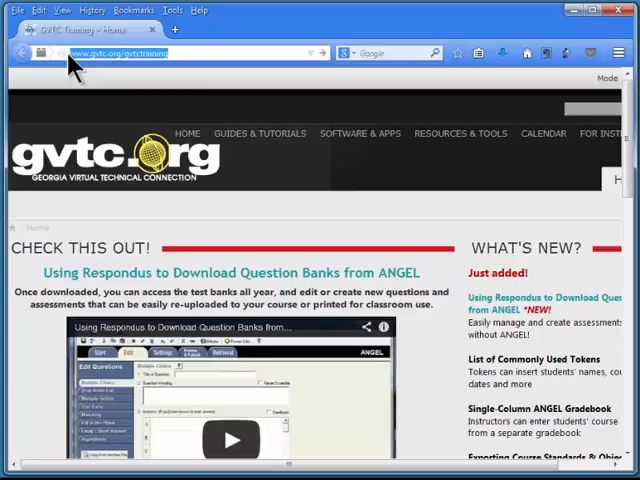 File Edit View History Bookmarks Tools Help
GVTC Training - Home
www.gvtc.org/gvtctraining
Google
Mode
HOME GUIDES & TUTORIALS SOFTWARE & APPS RESOURCES & TOOLS CALENDAR FOR INST
gvtc.org
GEORGIA VIRTUAL TECHNICAL CONNECTION
H
Home
CHECK THIS OUT!
Using Respondus to Download Question Banks from ANGEL
Once downloaded, you can access the test banks all year, and edit or create new questions and
assessments that can be easily re-uploaded to your course or printed for classroom use.
Using Respondus to Download Question Banks from...
Start Edit Settings Retrieval ANGEL
Edit Questions
Multiple Choice
WHAT'S NEW?
Just added!
Using Respondus to Download Ques
from ANGEL *NEW!
Easily manage and create assessments
without ANGEL!
List of Commonly Used Tokens
Tokens can insert students' names, cou
dates and more
Single-Column ANGEL Gradebook
Instructors can enter students' course
from a separate gradebook
Exporting Course Standards & Obje